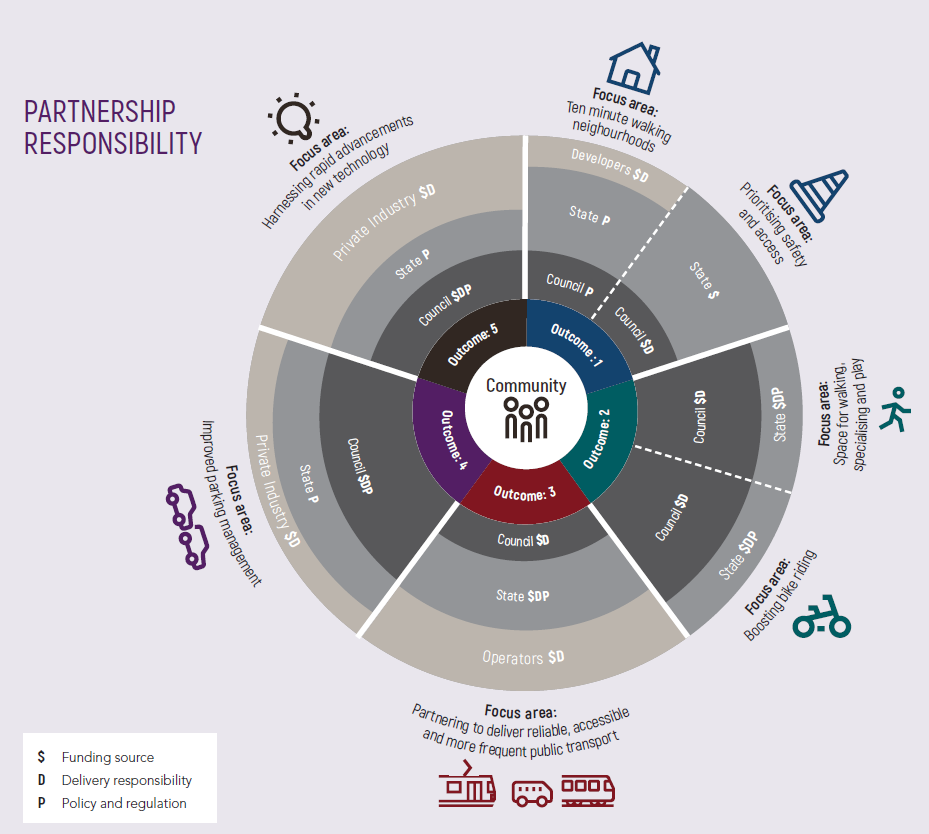 PARTNERSHIP
RESPONSIBILITY
Focus area:
Harnessing rapid advancements
in new technology
Focus area:
Ten minute walking
neighourhoods
Focus area:
Prioritising safety
and access
Focus area:
Space for walking,
specialising and play
Focus area:
Boosting bike riding
Focus area:
Partnering to deliver reliable, accessible
and more frequent public transport
Focus area:
Improved parking management
Private Industry $D
State P
Council $DP
Outcome: 5
Developers $D
State P
Council P
State $
Council $D
Outcome :1
Council $D
State $DP
Council $D
State $DP
Outcome: 2
Outcome: 3
Council $D
State $DP
Operators $D
Outcome: 4
Council $DP
State P
Private Industry $D
Community
$ Funding source
D Delivery responsibility
P Policy and regulation